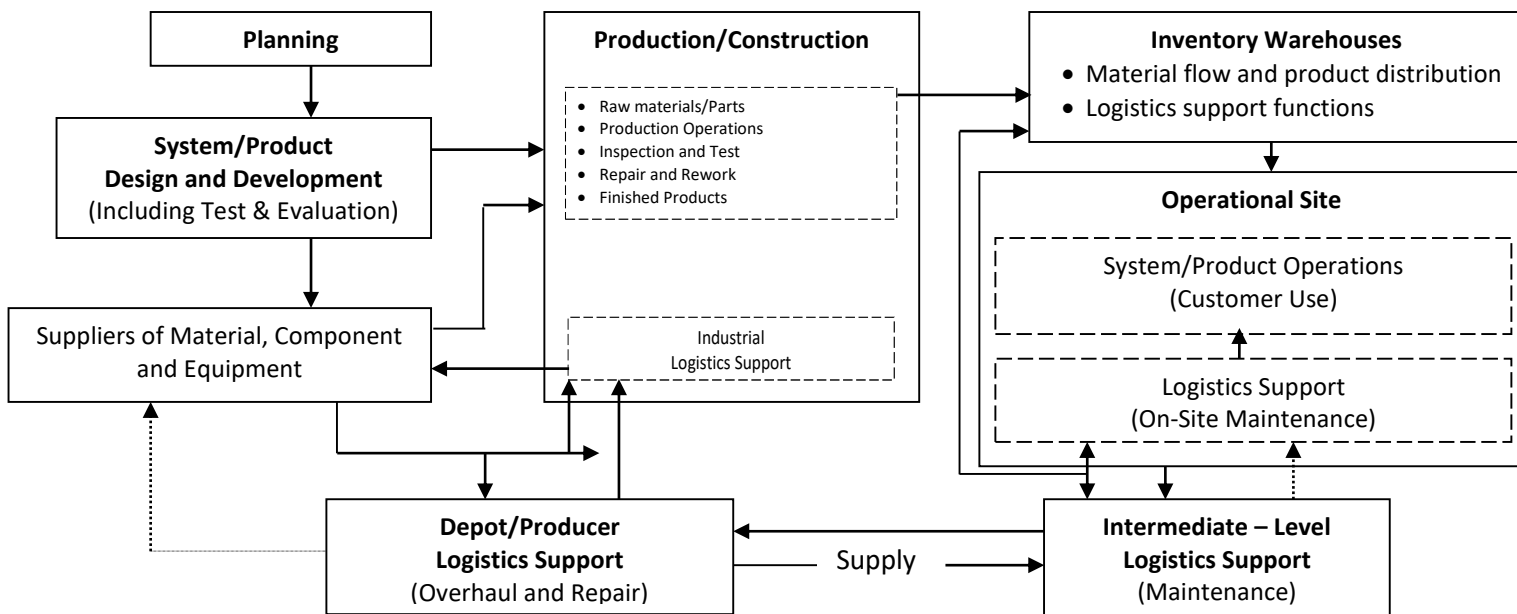 Planning
System/Product
Design and Development
(Including Test & Evaluation)
Suppliers of Material, Component
and Equipment
Production/Construction
• Raw materials/Parts
• Production Operations
• Inspection and Test
• Repair and Rework
• Finished Products
Industrial
Logistics Support
Inventory Warehouses
• Material flow and product distribution
• Logistics support functions
Operational Site
System/Product Operations
(Customer Use)
Logistics Support
(On-Site Maintenance)
Depot/Producer
Logistics Support
(Overhaul and Repair)
Supply
Intermediate – Level
Logistics Support
(Maintenance)